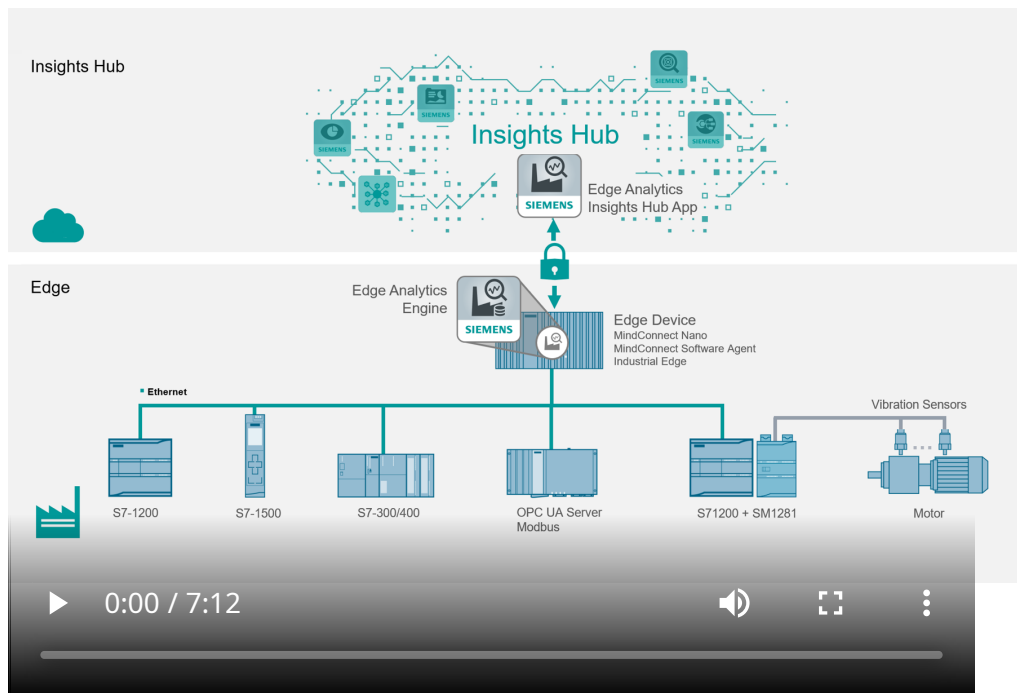 Insights Hub
SIEMENS
SIEMENS
SIEMENS
SIEMENS
Insights Hub
SIEMENS
Edge Analytics
Insights Hub App
Edge
Edge Analytics
Engine
SIEMENS
Edge Device
MindConnect Nano
MindConnect Software Agent
Industrial Edge
Ethernet
Vibration Sensors
S7-1200
S7-1500
S7-300/400
OPC UA Server
Modbus
S71200 + SM1281
Motor
0:00 / 7:12